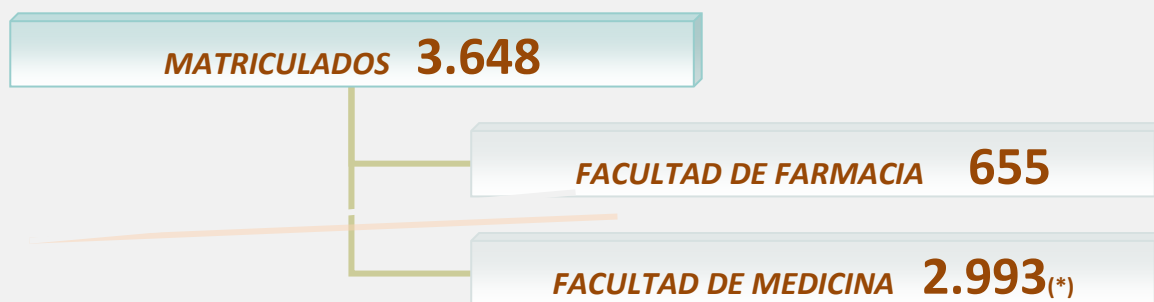 MATRICULADOS 3.648
FACULTAD DE FARMACIA 655
FACULTAD DE MEDICINA 2.993(*)